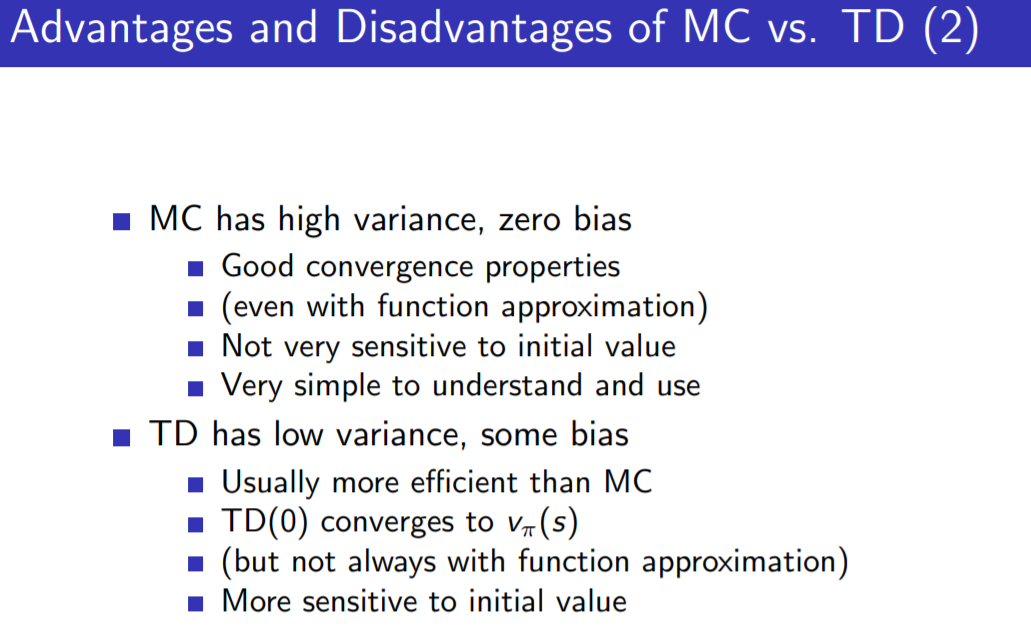 Advantages and Disadvantages of MC vs. TD (2)
MC has high variance, zero bias
Good convergence properties
(even with function approximation)
Not very sensitive to initial value
Very simple to understand and use
TD has low variance, some bias
Usually more efficient than MC
TD(0) converges to vπ(s)
(but not always with function approximation)
More sensitive to initial value